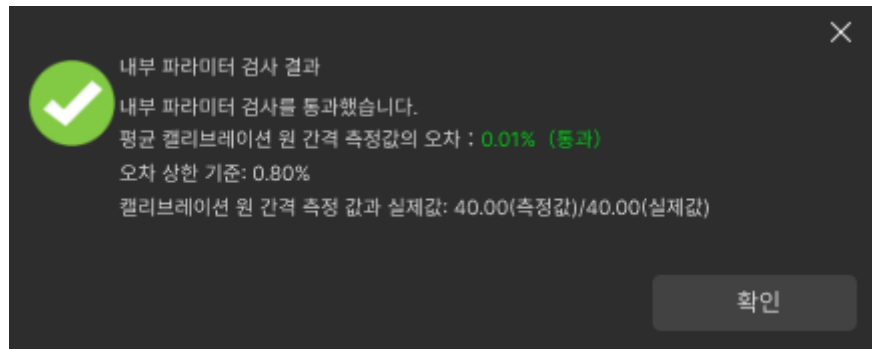 내부 파라미터 검사 결과
내부 파라미터 검사를 통과했습니다.
평균 캘리브레이션 원 간격 측정값의 오차 : 0.01% (통과)
오차 상한 기준: 0.80%
캘리브레이션 원 간격 측정 값과 실제값: 40.00(측정값)/40.00(실제값)
확인